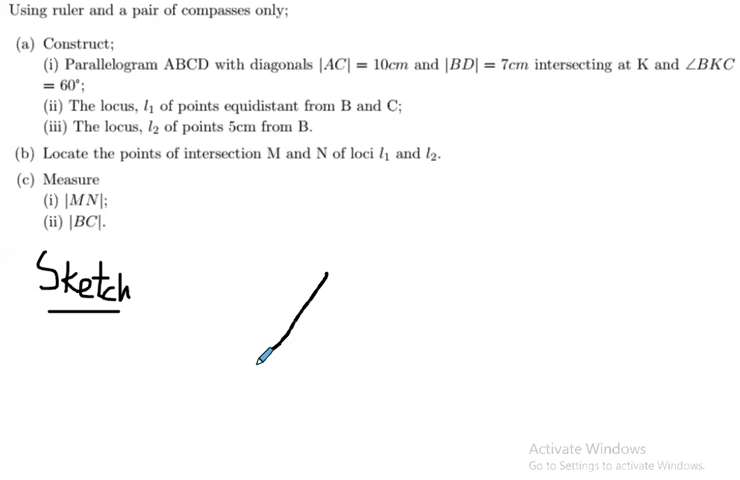 Using ruler and a pair of compasses only;
(a) Construct;
(i) Parallelogram ABCD with diagonals |AC| = 10cm and |BD| = 7cm intersecting at K and ∠BKC
= 60°;
(ii) The locus, l₁ of points equidistant from B and C;
(iii) The locus, l₂ of points 5cm from B.
(b) Locate the points of intersection M and N of loci l₁ and l₂.
(c) Measure
(i) |MN|;
(ii) |BC|.
Sketch
Activate Windows
Go to Settings to activate Windows.